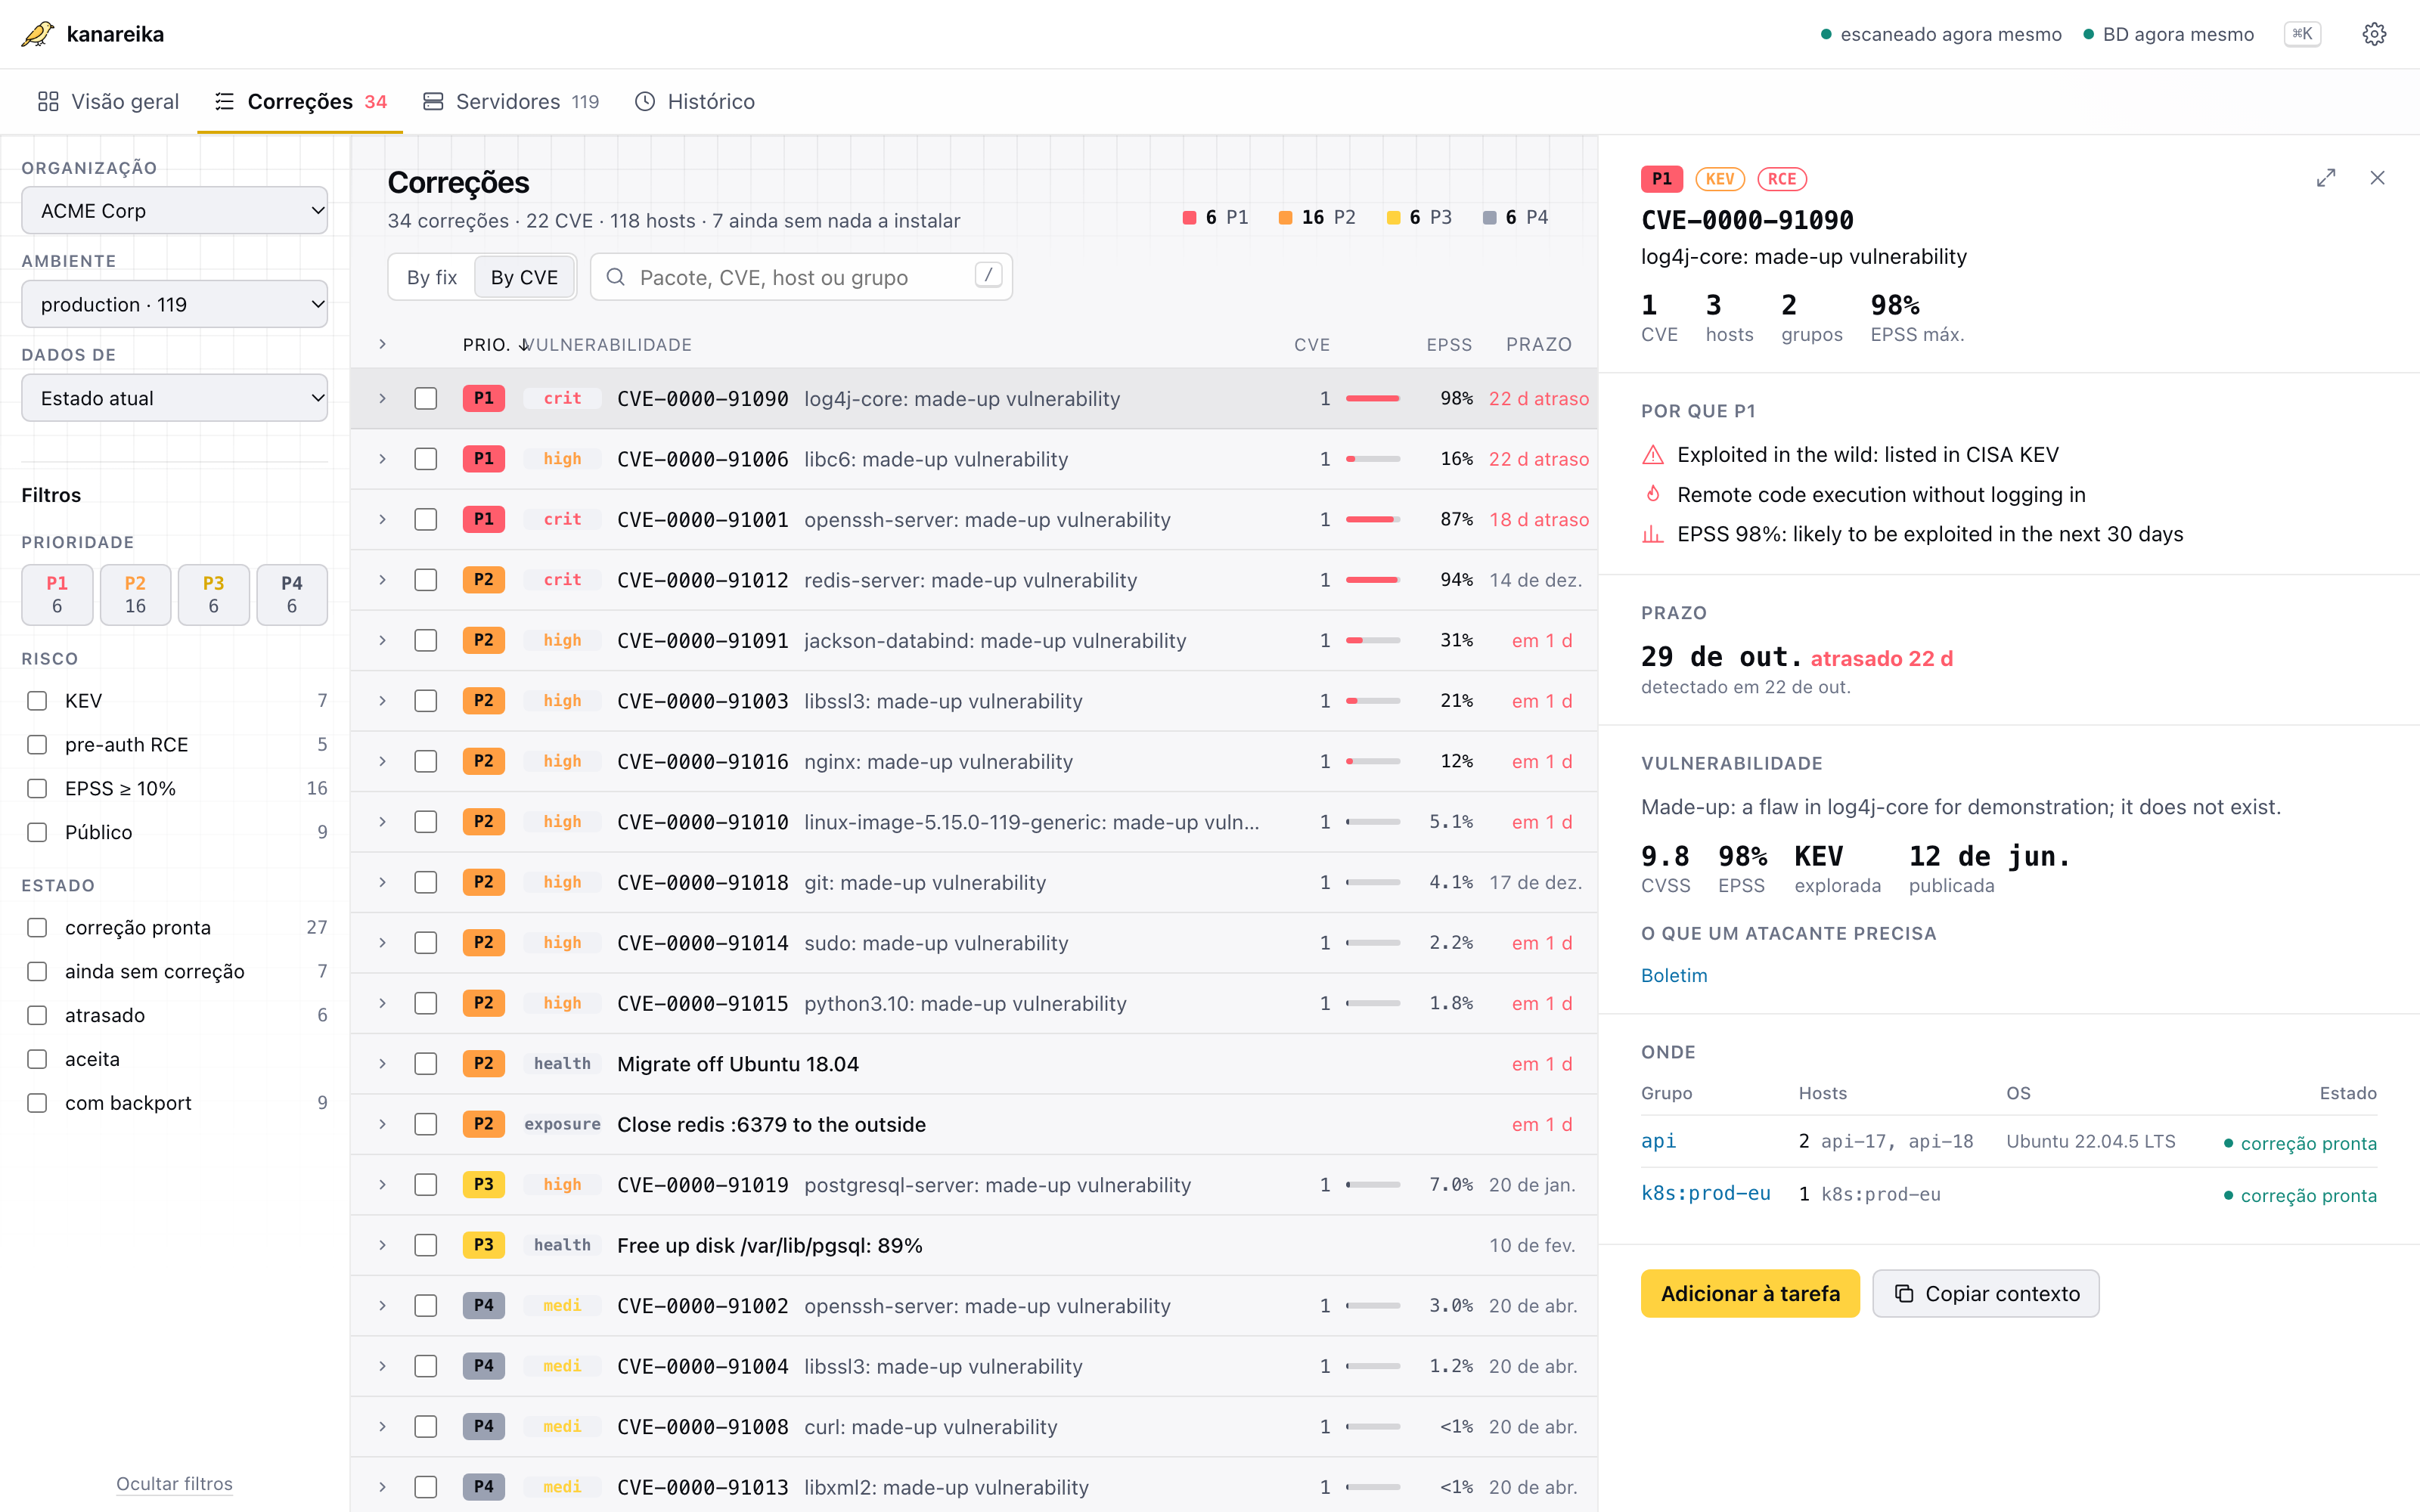 kanareika
escaneado agora mesmo
BD agora mesmo
⌘K
Visão geral
Correções 34
Servidores 119
Histórico
ORGANIZAÇÃO
ACME Corp
AMBIENTE
production · 119
DADOS DE
Estado atual
Filtros
PRIORIDADE
P1 6
P2 16
P3 6
P4 6
RISCO
KEV 7
pre-auth RCE 5
EPSS ≥ 10% 16
Público 9
ESTADO
correção pronta 27
ainda sem correção 7
atrasado 6
aceita
com backport 9
Ocultar filtros
Correções
34 correções · 22 CVE · 118 hosts · 7 ainda sem nada a instalar
6 P1 16 P2 6 P3 6 P4
By fix By CVE
Pacote, CVE, host ou grupo /
PRIO. ↓ VULNERABILIDADE CVE EPSS PRAZO
P1 crit CVE-0000-91090 log4j-core: made-up vulnerability 1 98% 22 d atraso
P1 high CVE-0000-91006 libc6: made-up vulnerability 1 16% 22 d atraso
P1 crit CVE-0000-91001 openssh-server: made-up vulnerability 1 87% 18 d atraso
P2 crit CVE-0000-91012 redis-server: made-up vulnerability 1 94% 14 de dez.
P2 high CVE-0000-91091 jackson-databind: made-up vulnerability 1 31% em 1 d
P2 high CVE-0000-91003 libssl3: made-up vulnerability 1 21% em 1 d
P2 high CVE-0000-91016 nginx: made-up vulnerability 1 12% em 1 d
P2 high CVE-0000-91010 linux-image-5.15.0-119-generic: made-up vuln... 1 5.1% em 1 d
P2 high CVE-0000-91018 git: made-up vulnerability 1 4.1% 17 de dez.
P2 high CVE-0000-91014 sudo: made-up vulnerability 1 2.2% em 1 d
P2 high CVE-0000-91015 python3.10: made-up vulnerability 1 1.8% em 1 d
P2 health Migrate off Ubuntu 18.04 em 1 d
P2 exposure Close redis :6379 to the outside em 1 d
P3 high CVE-0000-91019 postgresql-server: made-up vulnerability 1 7.0% 20 de jan.
P3 health Free up disk /var/lib/pgsql: 89% 10 de fev.
P4 medi CVE-0000-91002 openssh-server: made-up vulnerability 1 3.0% 20 de abr.
P4 medi CVE-0000-91004 libssl3: made-up vulnerability 1 1.2% 20 de abr.
P4 medi CVE-0000-91008 curl: made-up vulnerability 1 <1% 20 de abr.
P4 medi CVE-0000-91013 libxml2: made-up vulnerability 1 <1% 20 de abr.
P1 KEV RCE
CVE-0000-91090
log4j-core: made-up vulnerability
1 3 2 98%
CVE hosts grupos EPSS máx.
POR QUE P1
Exploited in the wild: listed in CISA KEV
Remote code execution without logging in
EPSS 98%: likely to be exploited in the next 30 days
PRAZO
29 de out. atrasado 22 d
detectado em 22 de out.
VULNERABILIDADE
Made-up: a flaw in log4j-core for demonstration; it does not exist.
9.8 98% KEV 12 de jun.
CVSS EPSS explorada publicada
O QUE UM ATACANTE PRECISA
Boletim
ONDE
Grupo Hosts OS Estado
api 2 api-17, api-18 Ubuntu 22.04.5 LTS correção pronta
k8s:prod-eu 1 k8s:prod-eu correção pronta
Adicionar à tarefa
Copiar contexto